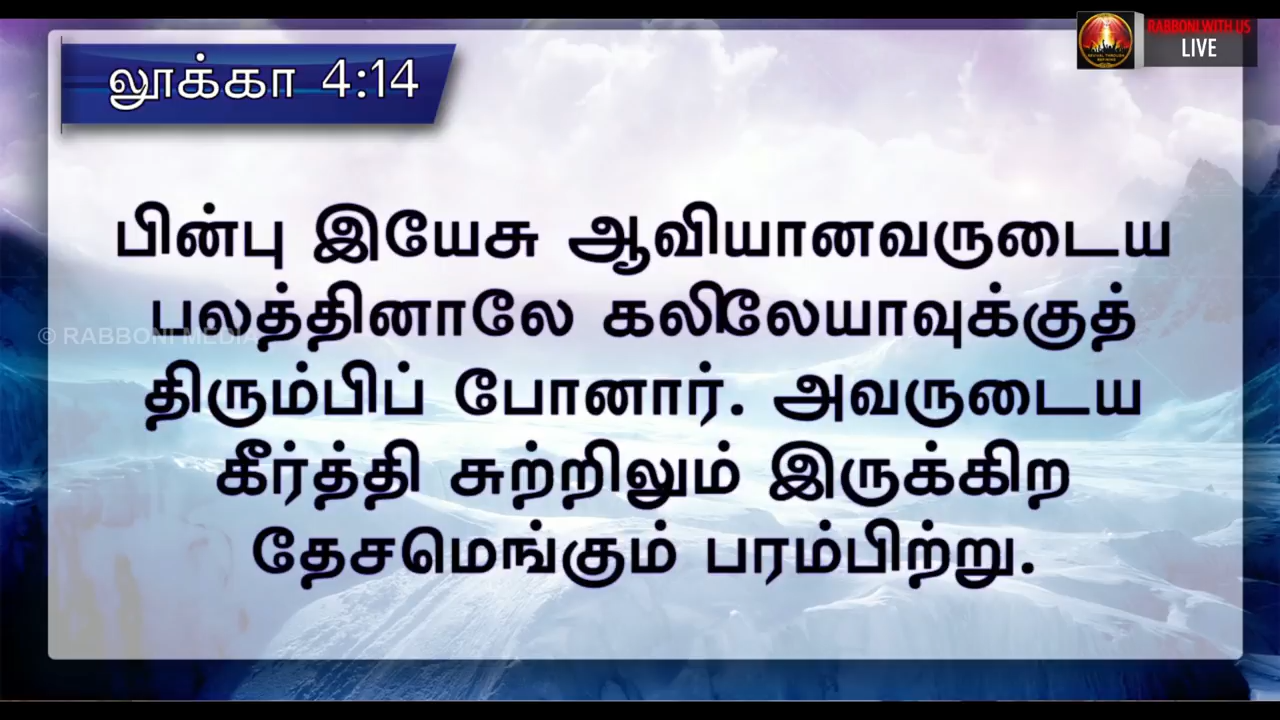 லூக்கா 4:14
RABBONI WITH US
LIVE
பின்பு இயேசு ஆவியானவருடைய
பலத்தினாலே கலிலேயாவுக்குத்
© RABBONI MEDIA
திரும்பிப் போனார். அவருடைய
கீர்த்தி சுற்றிலும் இருக்கிற
தேசமெங்கும் பரம்பிற்று.